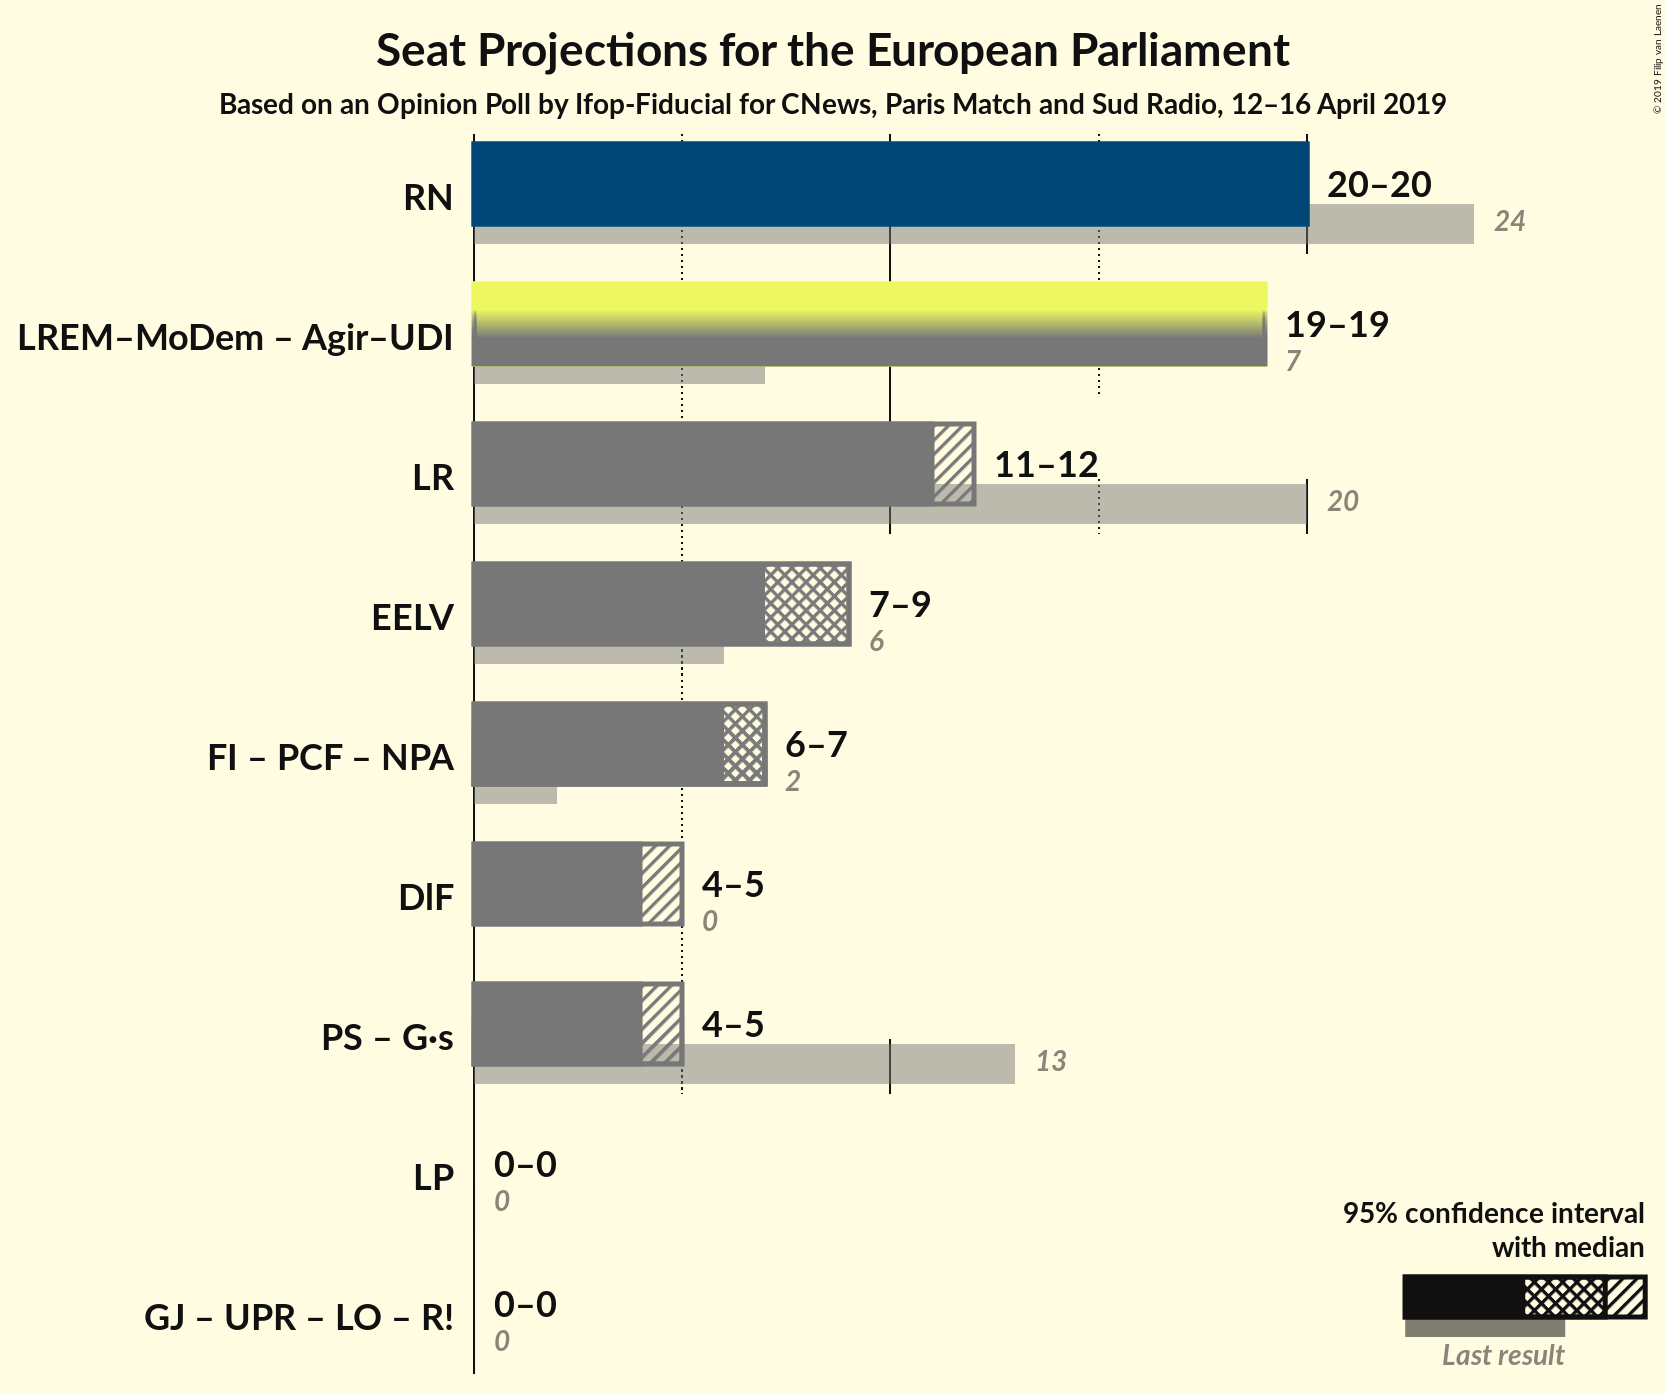 Seat Projections for the European Parliament
Based on an Opinion Poll by Ifop-Fiducial for CNews, Paris Match and Sud Radio, 12–16 April 2019
© 2019 Filip van Laenen
RN
20–20
24
LREM–MoDem – Agir–UDI
19–19
7
LR
11–12
20
EELV
7–9
6
FI – PCF – NPA
6–7
2
DlF
4–5
0
PS – G·s
4–5
13
LP
0–0
0
GJ – UPR – LO – R!
0–0
0
95% confidence interval
with median
Last result